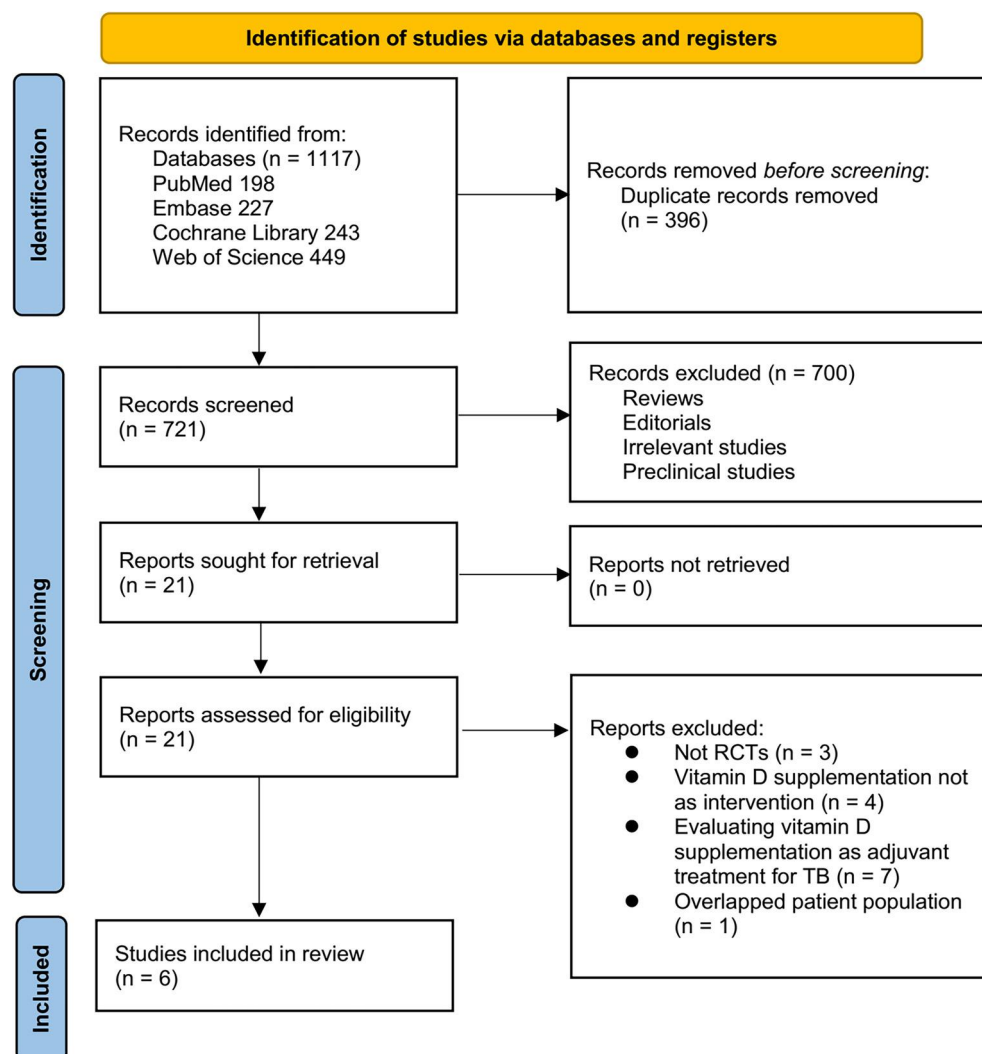 Identification of studies via databases and registers
Identification
Records identified from:
Databases (n = 1117)
PubMed 198
Embase 227
Cochrane Library 243
Web of Science 449
Records removed before screening:
Duplicate records removed
(n = 396)
Screening
Records screened
(n = 721)
Records excluded (n = 700)
Reviews
Editorials
Irrelevant studies
Preclinical studies
Reports sought for retrieval
(n = 21)
Reports not retrieved
(n = 0)
Reports assessed for eligibility
(n = 21)
Reports excluded:
● Not RCTs (n = 3)
● Vitamin D supplementation not
as intervention (n = 4)
● Evaluating vitamin D
supplementation as adjuvant
treatment for TB (n = 7)
● Overlapped patient population
(n = 1)
Included
Studies included in review
(n = 6)